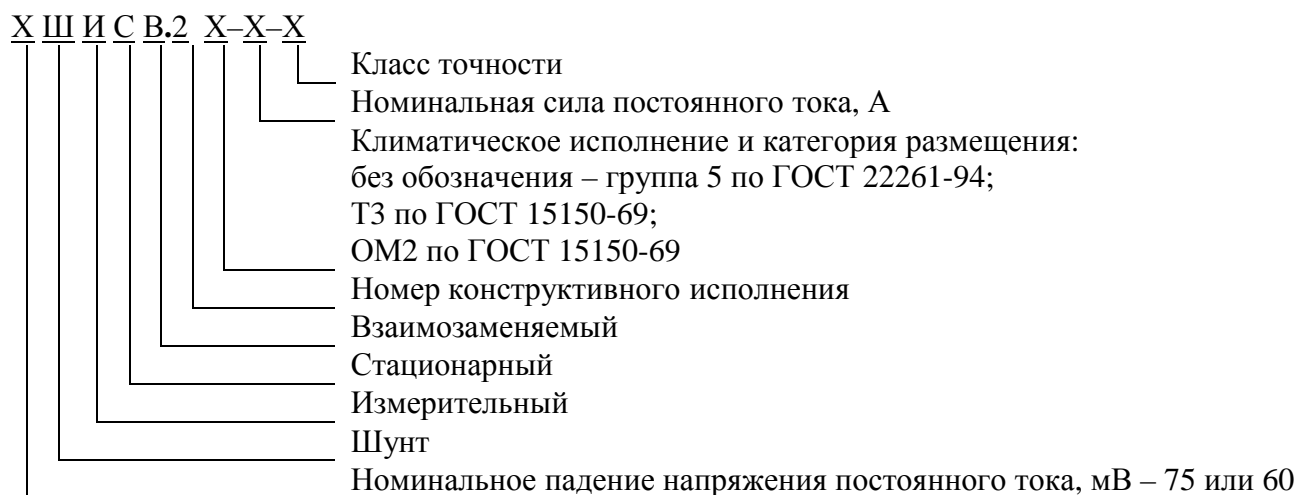 Х Ш И С В.2 Х–Х–Х
Класс точности
Номинальная сила постоянного тока, А
Климатическое исполнение и категория размещения:
без обозначения – группа 5 по ГОСТ 22261-94;
Т3 по ГОСТ 15150-69;
ОМ2 по ГОСТ 15150-69
Номер конструктивного исполнения
Взаимозаменяемый
Стационарный
Измерительный
Шунт
Номинальное падение напряжения постоянного тока, мВ – 75 или 60